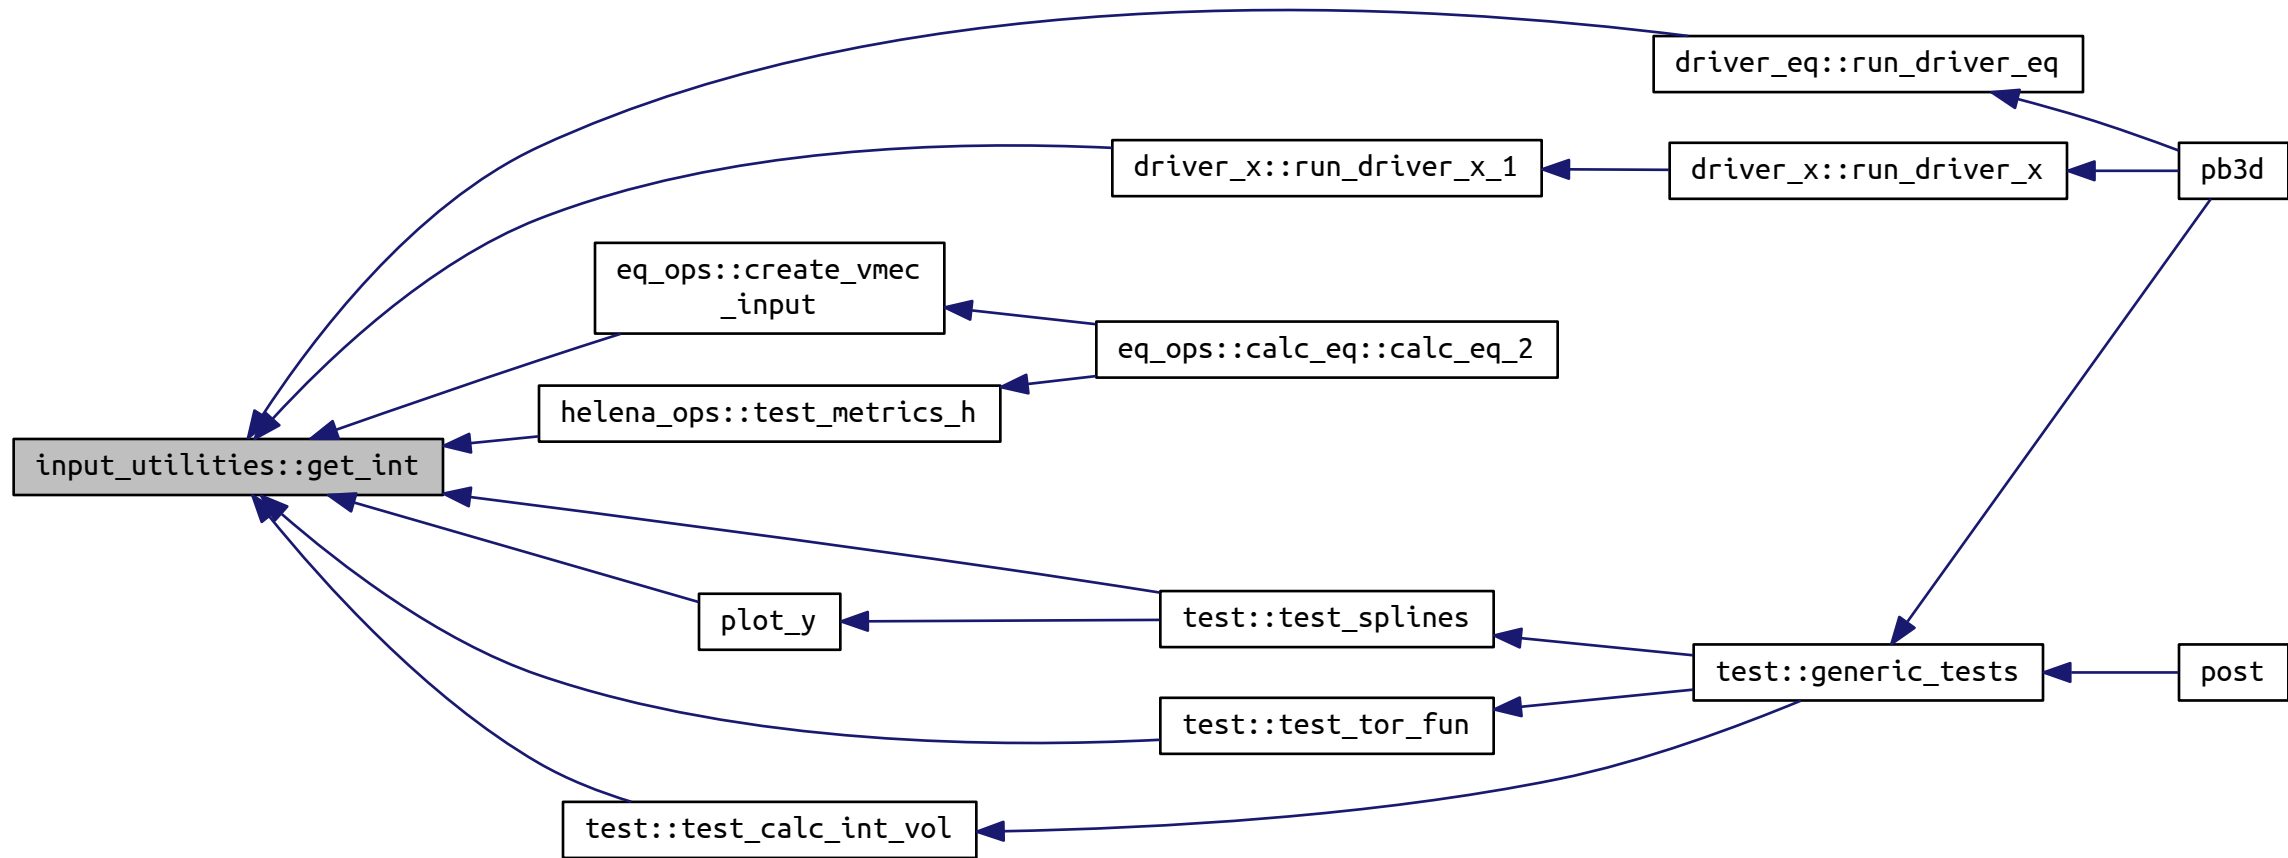 driver_eq::run_driver_eq
driver_x::run_driver_x_1
driver_x::run_driver_x
pb3d
eq_ops::create_vmec
_input
eq_ops::calc_eq::calc_eq_2
helena_ops::test_metrics_h
input_utilities::get_int
plot_y
test::test_splines
test::generic_tests
post
test::test_tor_fun
test::test_calc_int_vol